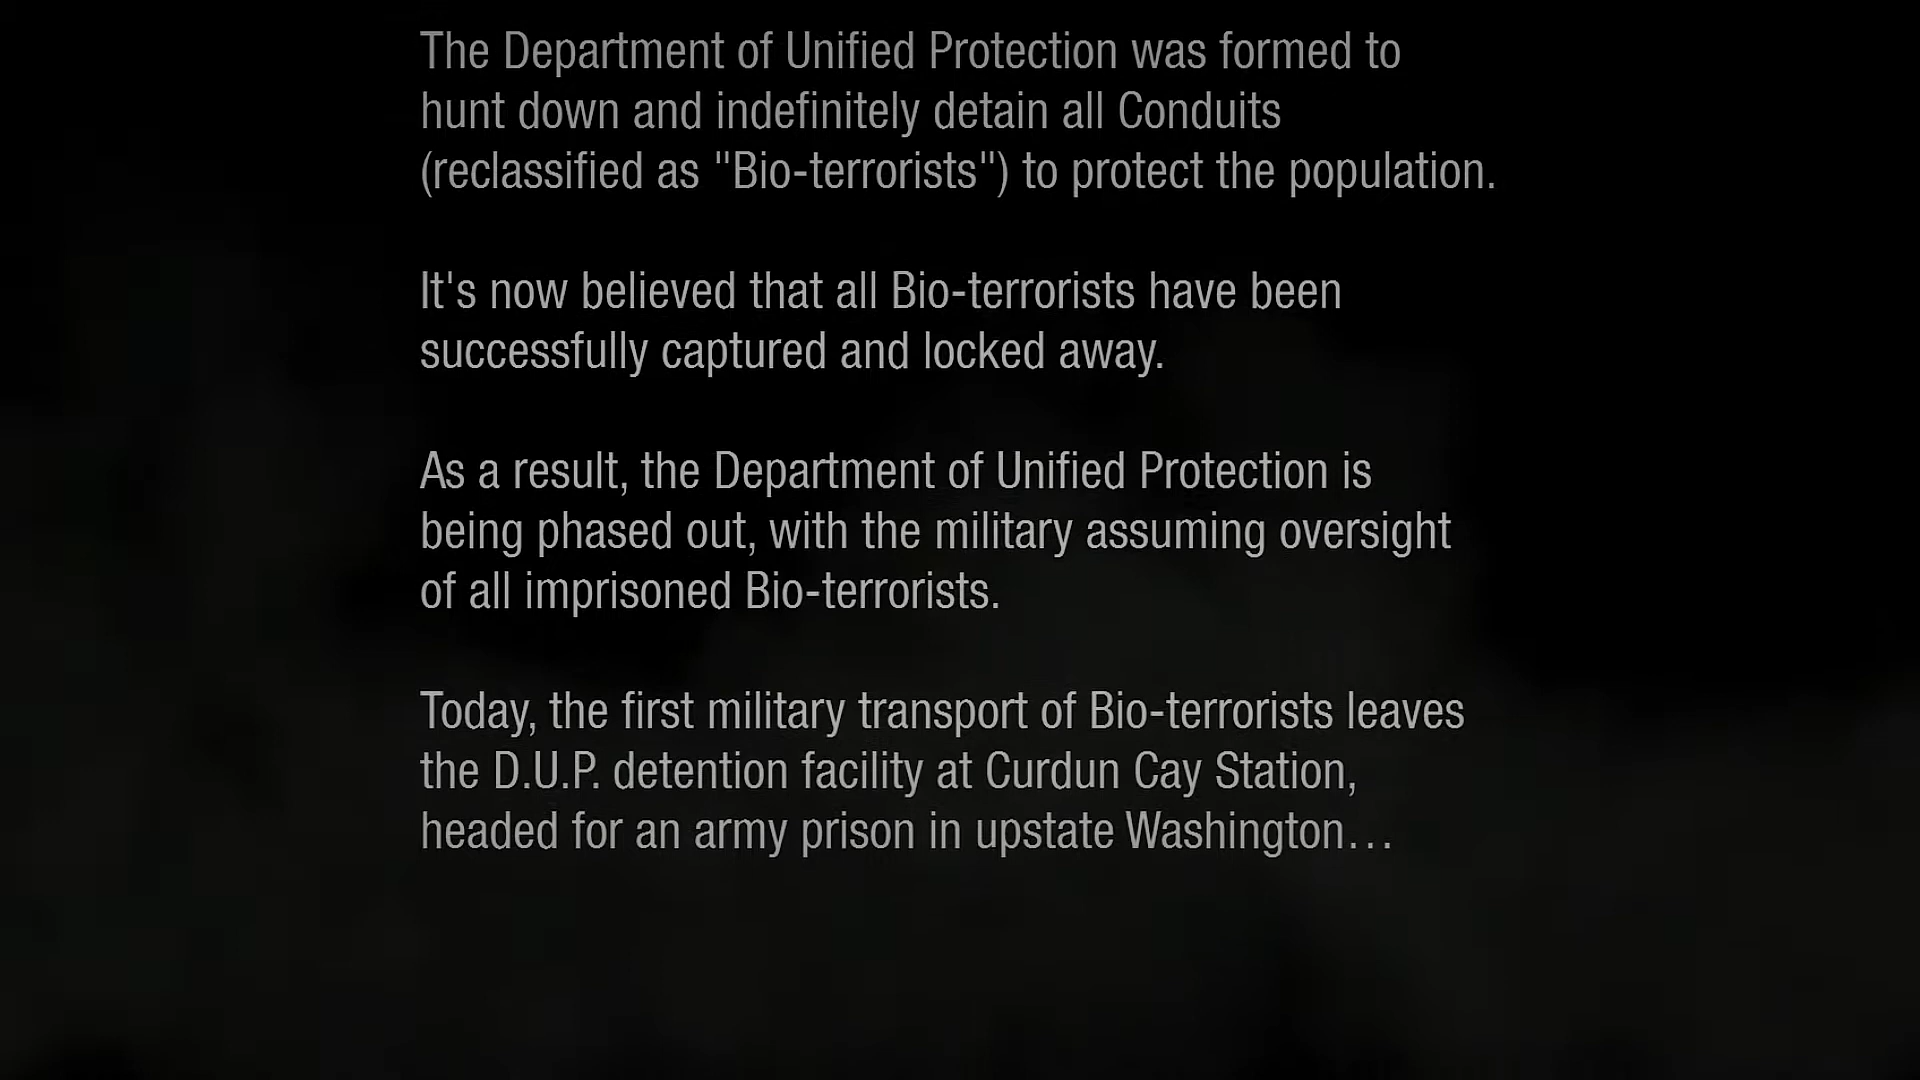 The Department of Unified Protection was formed to
hunt down and indefinitely detain all Conduits
(reclassified as "Bio-terrorists") to protect the population.
It's now believed that all Bio-terrorists have been
successfully captured and locked away.
As a result, the Department of Unified Protection is
being phased out, with the military assuming oversight
of all imprisoned Bio-terrorists.
Today, the first military transport of Bio-terrorists leaves
the D.U.P. detention facility at Curdun Cay Station,
headed for an army prison in upstate Washington…